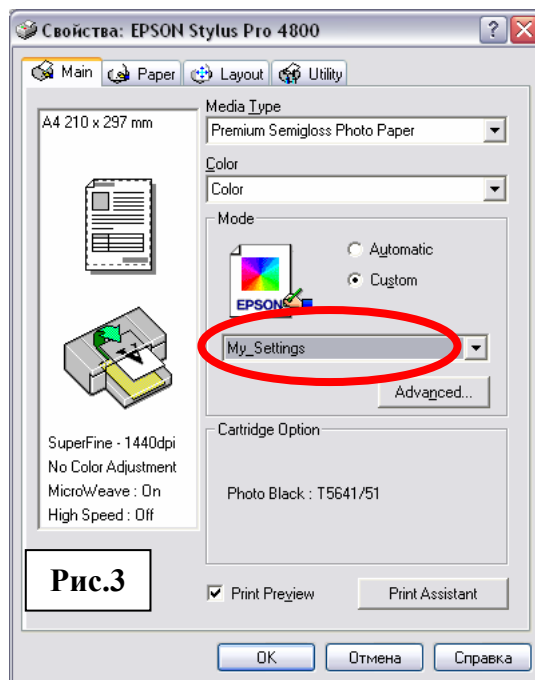 Свойства: EPSON Stylus Pro 4800
Main Paper Layout Utility
A4 210 x 297 mm
Media Type
Premium Semigloss Photo Paper
Color
Color
Mode
Automatic
Custom
EPSON
My_Settings
Advanced...
SuperFine - 1440dpi
No Color Adjustment
MicroWeave : On
High Speed : Off
Cartridge Option
Photo Black : T5641/51
Рис.3
Print Preview
Print Assistant
OK Отмена Справка